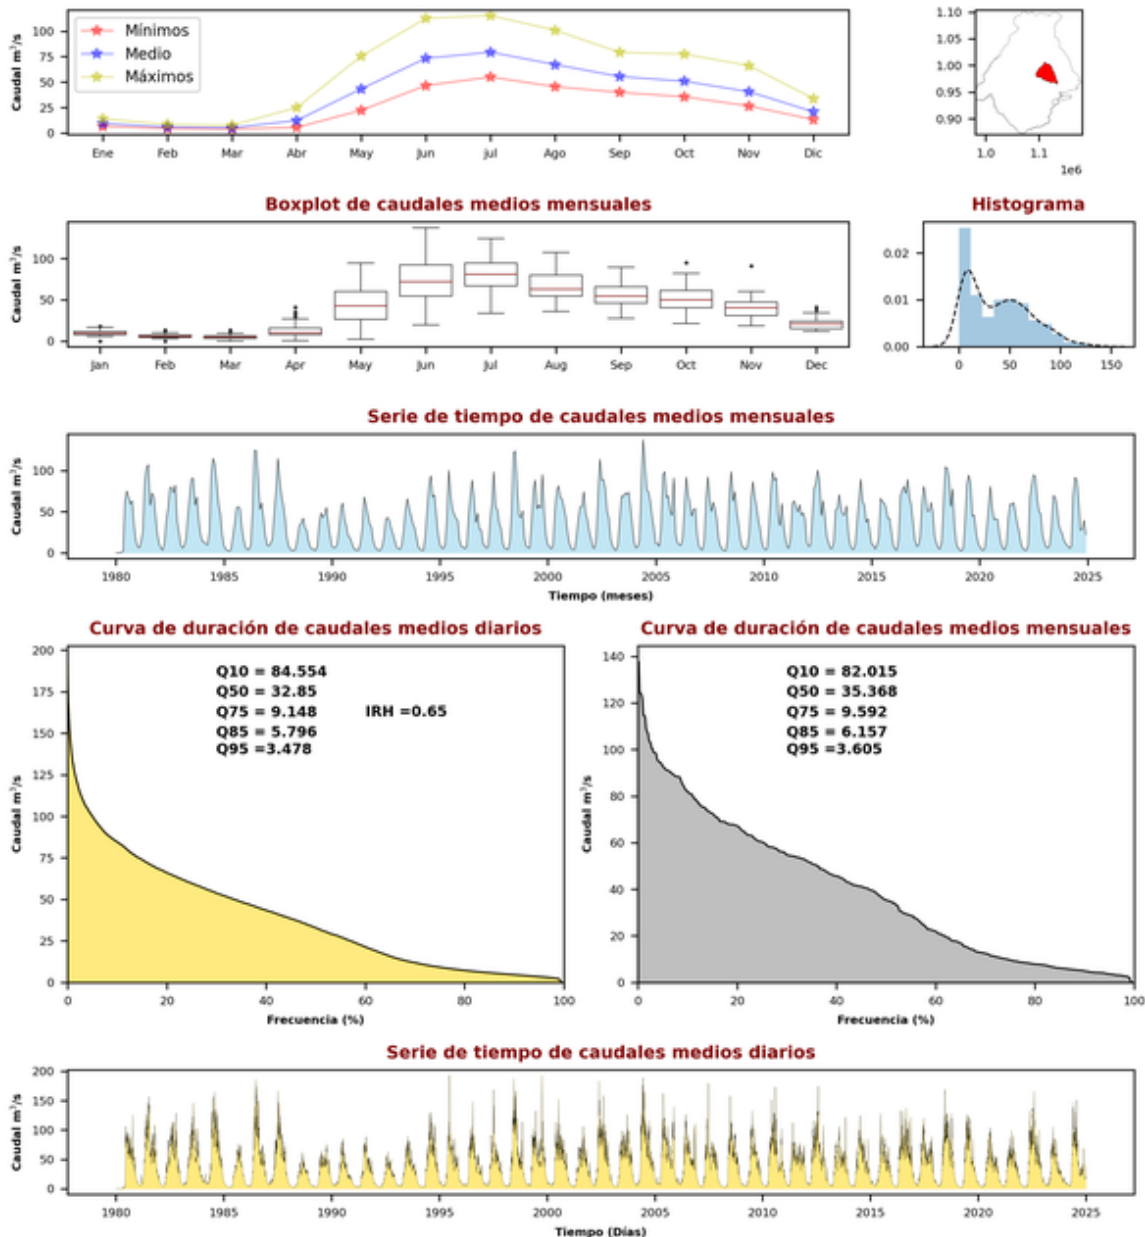 Caudal m³/s
100
75
50
25
0
Mínimos
Medio
Máximos
Ene Feb Mar Abr May Jun Jul Ago Sep Oct Nov Dic
1.10
1.00
0.95
0.90
1.0 1.1
1e6
Boxplot de caudales medios mensuales
Caudal m³/s
100
50
0
Jan Feb Mar Apr May Jun Jul Aug Sep Oct Nov Dec
Histograma
0.02
0.01
0.00
0 50 100 150
Serie de tiempo de caudales medios mensuales
Caudal m³/s
100
50
0
1980 1985 1990 1995 2000 2005 2010 2015 2020 2025
Tiempo (meses)
Curva de duración de caudales medios diarios
Caudal m³/s
200
175
150
125
100
75
50
25
0
Q10 = 84.554
Q50 = 32.85
Q75 = 9.148 IRH =0.65
Q85 = 5.796
Q95 =3.478
0 20 40 60 80 100
Frecuencia (%)
Curva de duración de caudales medios mensuales
Caudal m³/s
140
120
100
80
60
40
20
0
Q10 = 82.015
Q50 = 35.368
Q75 = 9.592
Q85 = 6.157
Q95 =3.605
0 20 40 60 80 100
Frecuencia (%)
Serie de tiempo de caudales medios diarios
Caudal m³/s
200
150
100
50
0
1980 1985 1990 1995 2000 2005 2010 2015 2020 2025
Tiempo (Días)